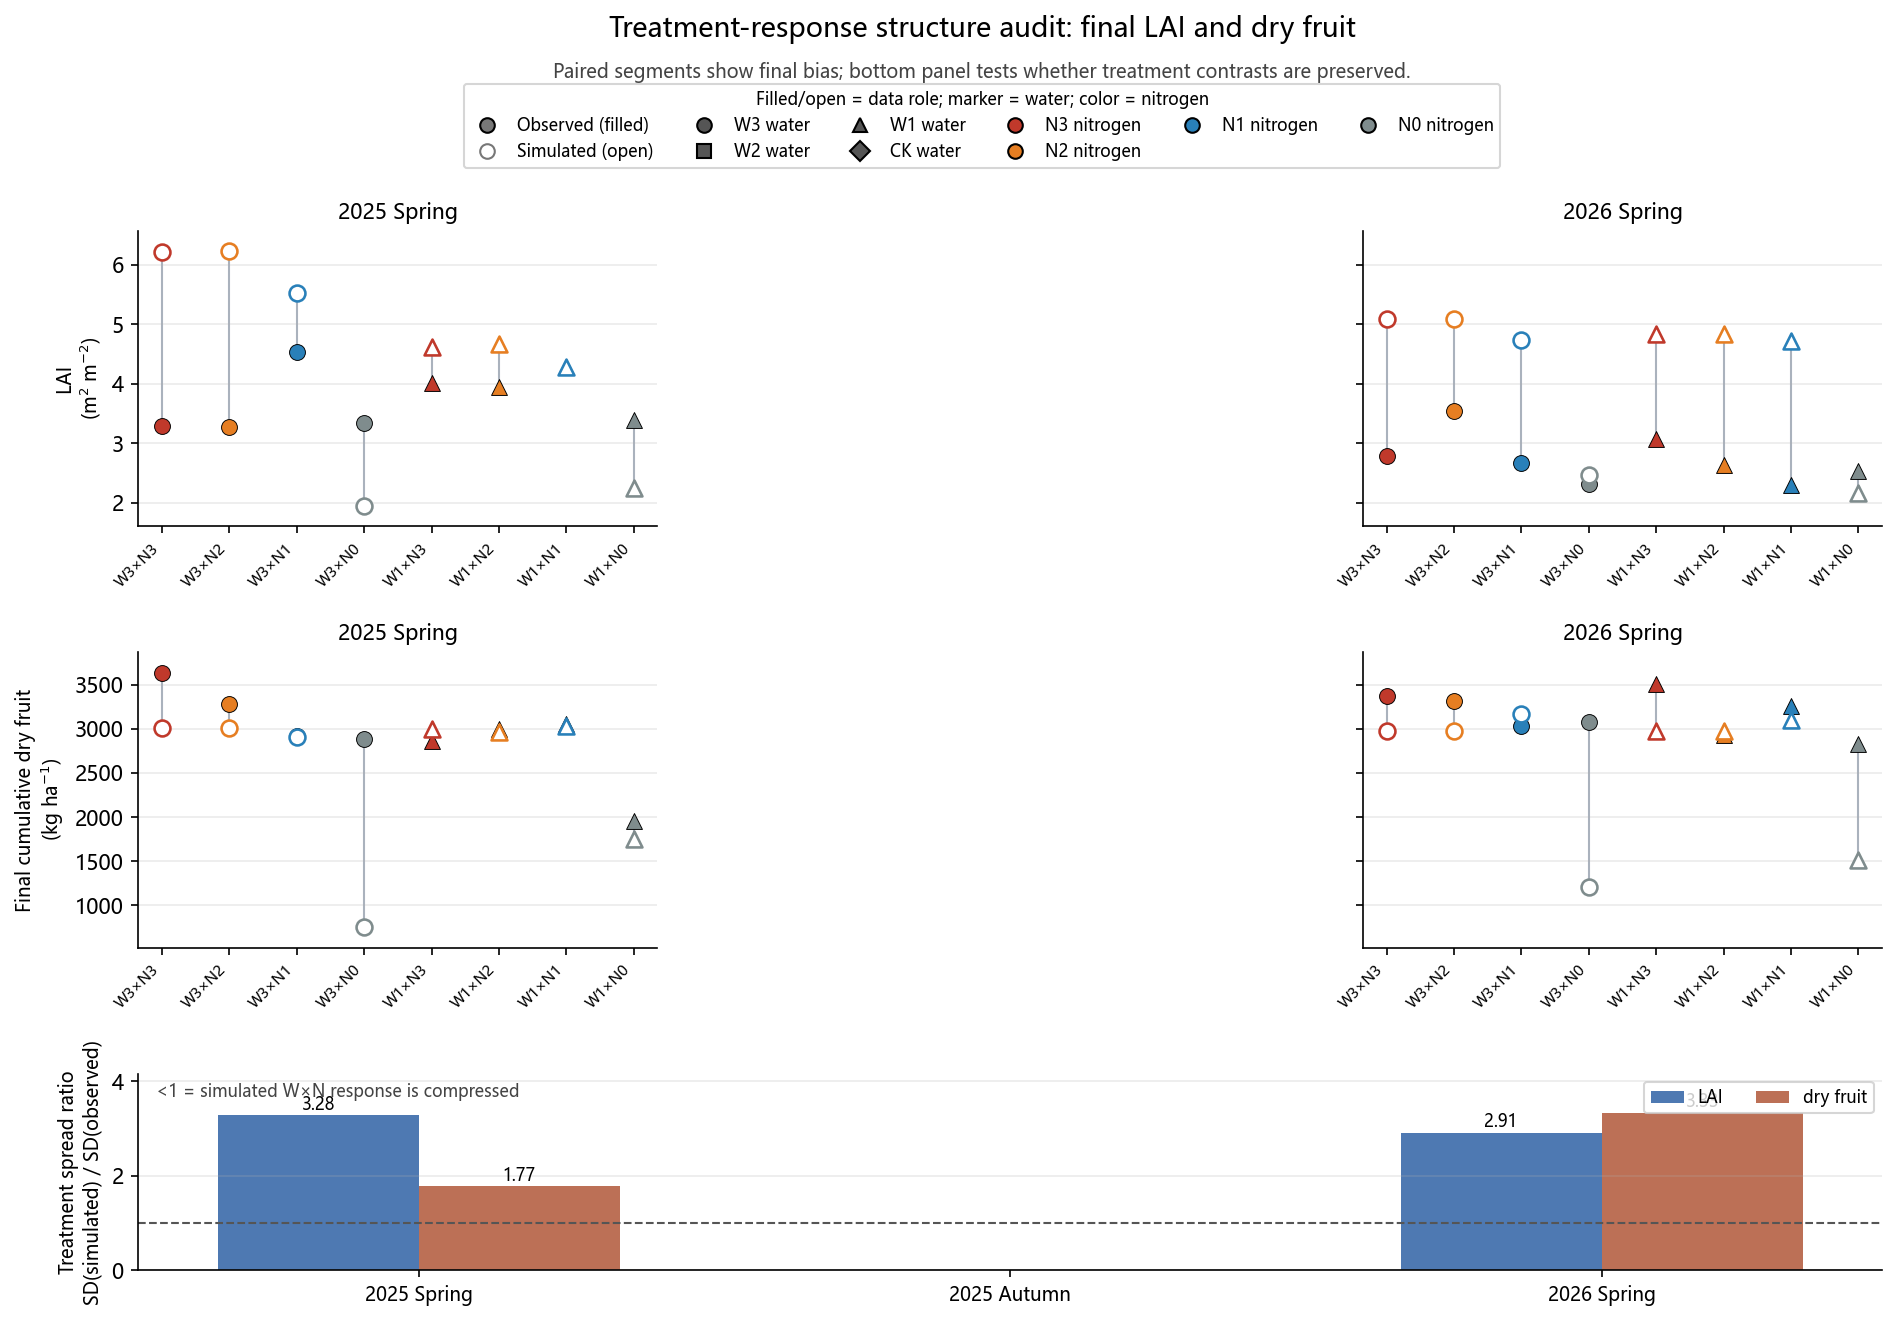 Treatment-response structure audit: final LAI and dry fruit
Paired segments show final bias; bottom panel tests whether treatment contrasts are preserved.
Filled/open = data role; marker = water; color = nitrogen
Observed (filled) W3 water W1 water N3 nitrogen N1 nitrogen N0 nitrogen
Simulated (open) W2 water CK water N2 nitrogen
2025 Spring
LAI
(m² m⁻²)
6
5
4
3
2
W3×N3 W3×N2 W3×N1 W3×N0 W1×N3 W1×N2 W1×N1 W1×N0
2026 Spring
W3×N3 W3×N2 W3×N1 W3×N0 W1×N3 W1×N2 W1×N1 W1×N0
2025 Spring
Final cumulative dry fruit
(kg ha⁻¹)
3500
3000
2500
2000
1500
1000
W3×N3 W3×N2 W3×N1 W3×N0 W1×N3 W1×N2 W1×N1 W1×N0
2026 Spring
W3×N3 W3×N2 W3×N1 W3×N0 W1×N3 W1×N2 W1×N1 W1×N0
Treatment spread ratio
SD(simulated) / SD(observed)
4
2
0
<1 = simulated W×N response is compressed
3.28
1.77
2.91
LAI dry fruit
2025 Spring 2025 Autumn 2026 Spring